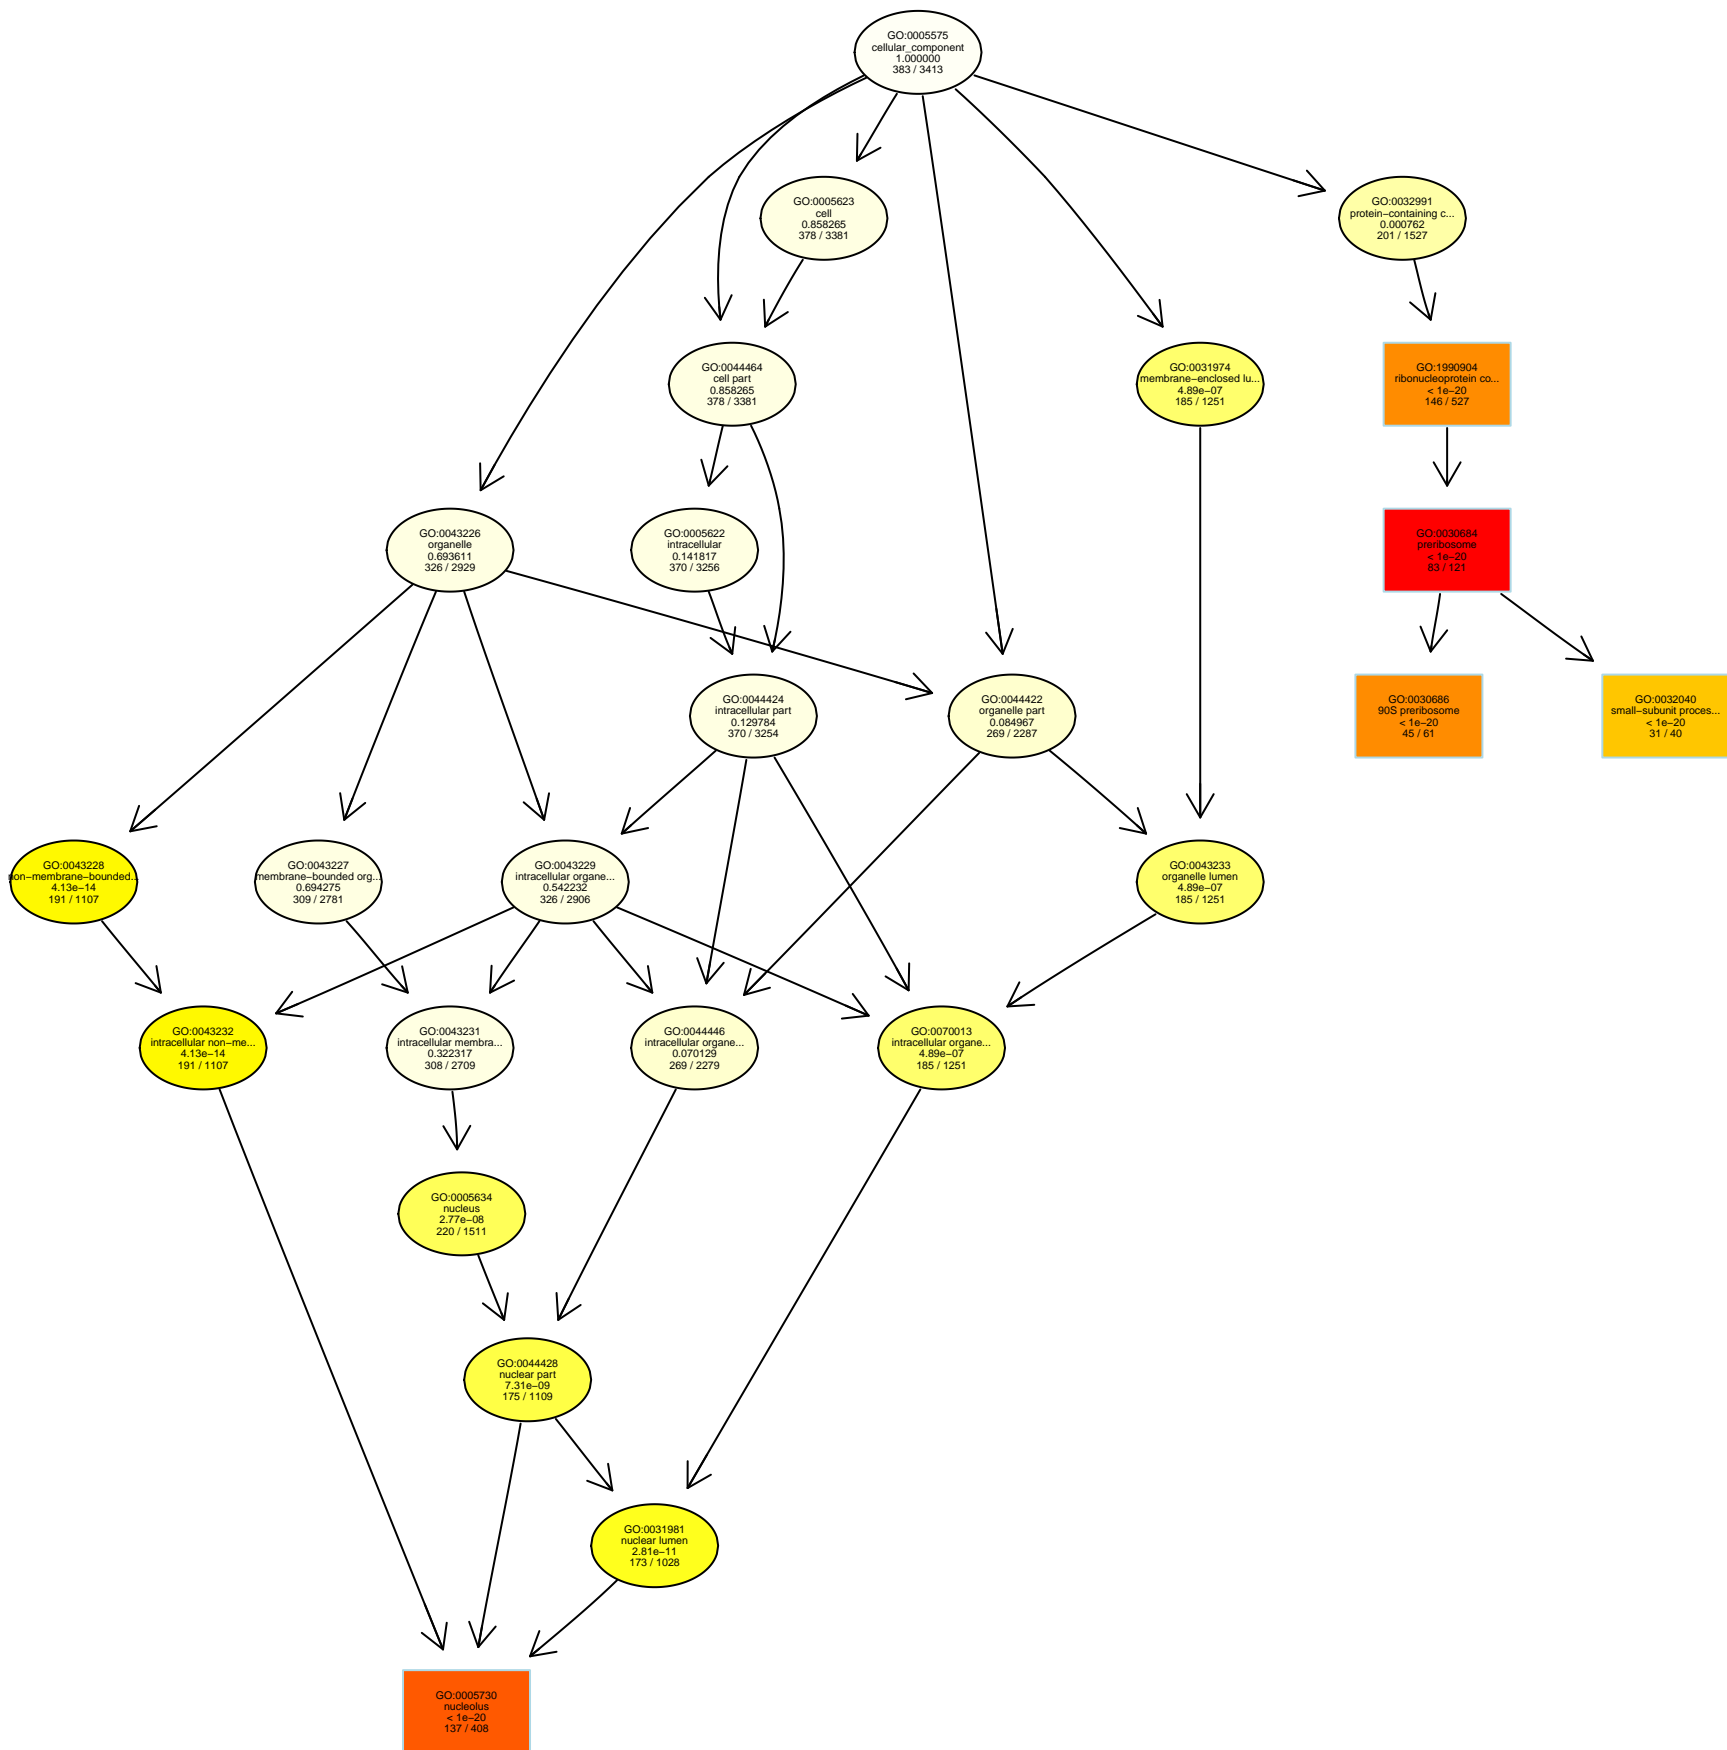 GO:0005575
cellular_component
1.000000
383 / 3413
GO:0005623
cell
0.858265
378 / 3381
GO:0032991
protein−containing c...
0.000762
201 / 1527
GO:0044464
cell part
0.858265
378 / 3381
GO:0031974
membrane−enclosed lu...
4.89e−07
185 / 1251
GO:1990904
ribonucleoprotein co...
< 1e−20
146 / 527
GO:0043226
organelle
0.693611
326 / 2929
GO:0005622
intracellular
0.141817
370 / 3256
GO:0030684
preribosome
< 1e−20
83 / 121
GO:0044424
intracellular part
0.129784
370 / 3254
GO:0044422
organelle part
0.084967
269 / 2287
GO:0030686
90S preribosome
< 1e−20
45 / 61
GO:0032040
small−subunit proces...
< 1e−20
31 / 40
GO:0043228
non−membrane−bounded...
4.13e−14
191 / 1107
GO:0043227
membrane−bounded org...
0.694275
309 / 2781
GO:0043229
intracellular organe...
0.542232
326 / 2906
GO:0043233
organelle lumen
4.89e−07
185 / 1251
GO:0043232
intracellular non−me...
4.13e−14
191 / 1107
GO:0043231
intracellular membra...
0.322317
308 / 2709
GO:0044446
intracellular organe...
0.070129
269 / 2279
GO:0070013
intracellular organe...
4.89e−07
185 / 1251
GO:0005634
nucleus
2.77e−08
220 / 1511
GO:0044428
nuclear part
7.31e−09
175 / 1109
GO:0031981
nuclear lumen
2.81e−11
173 / 1028
GO:0005730
nucleolus
< 1e−20
137 / 408